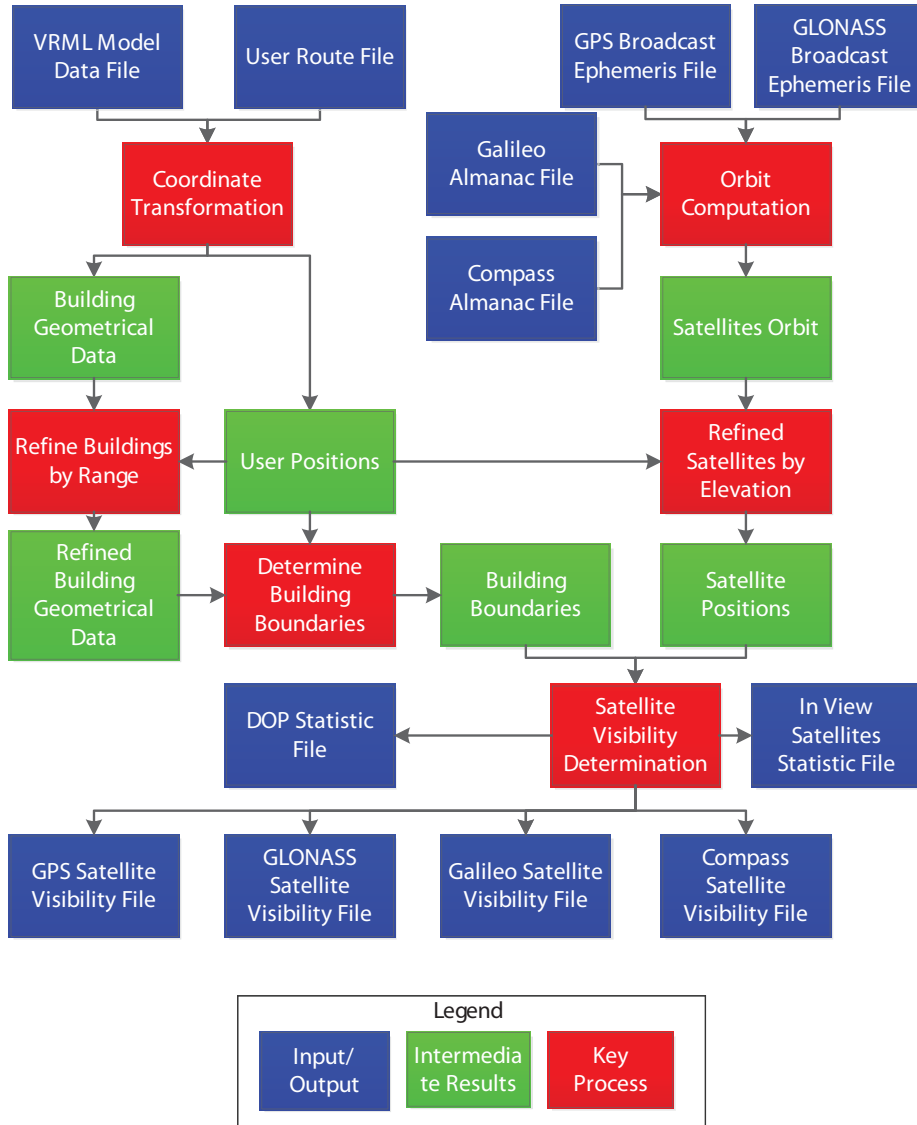 VRML Model
Data File
User Route File
GPS Broadcast
Ephemeris File
GLONASS
Broadcast
Ephemeris File
Coordinate
Transformation
Galileo
Almanac File
Orbit
Computation
Compass
Almanac File
Building
Geometrical
Data
Satellites Orbit
Refine Buildings
by Range
User Positions
Refined
Satellites by
Elevation
Refined
Building
Geometrical
Data
Determine
Building
Boundaries
Building
Boundaries
Satellite
Positions
DOP Statistic
File
Satellite
Visibility
Determination
In View
Satellites
Statistic File
GPS Satellite
Visibility File
GLONASS
Satellite
Visibility File
Galileo Satellite
Visibility File
Compass
Satellite
Visibility File
Legend
Input/
Output
Intermedia
te Results
Key
Process